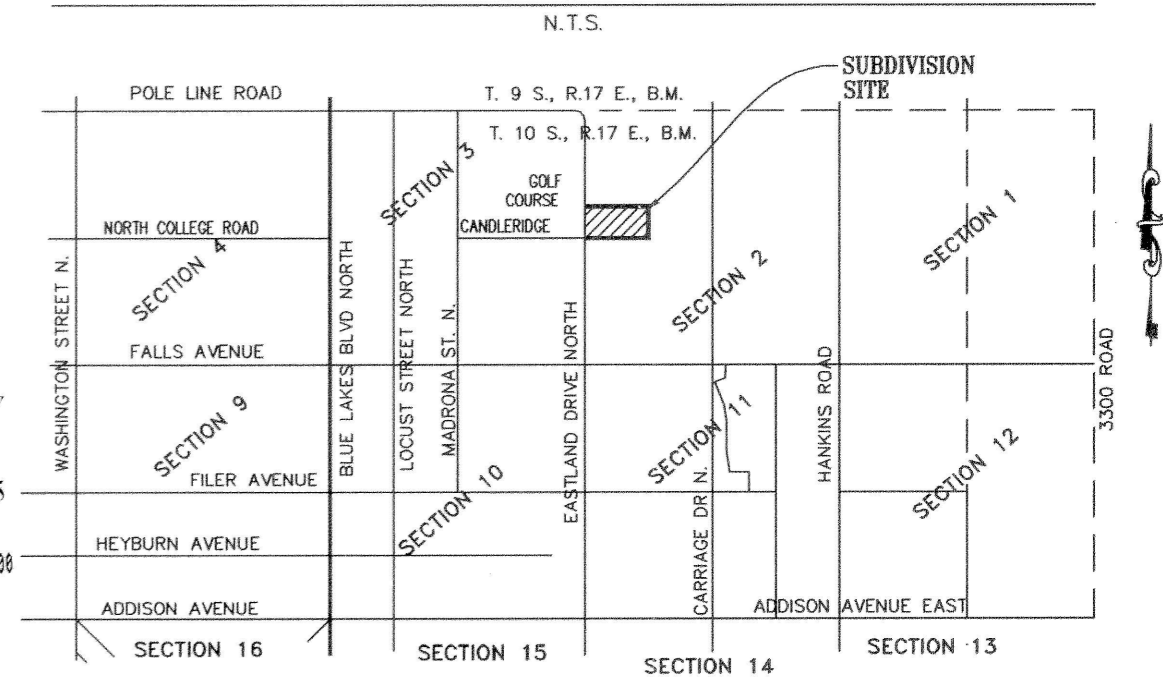 N.T.S.
SUBDIVISION
SITE
POLE LINE ROAD
T. 9 S., R.17 E., B.M.
T. 10 S., R.17 E., B.M.
SECTION 3
GOLF
COURSE
SECTION 1
NORTH COLLEGE ROAD
CANDLERIDGE
SECTION 4
SECTION 2
WASHINGTON STREET N.
BLUE LAKES BLVD NORTH
LOCUST STREET NORTH
MADRONA ST. N.
EASTLAND DRIVE NORTH
FALLS AVENUE
HANKINS ROAD
3300 ROAD
SECTION 9
SECTION 11
SECTION 12
FILER AVENUE
SECTION 10
CARRIAGE DR N.
HEYBURN AVENUE
ADDISON AVENUE
ADDISON AVENUE EAST
SECTION 16
SECTION 15
SECTION 14
SECTION 13